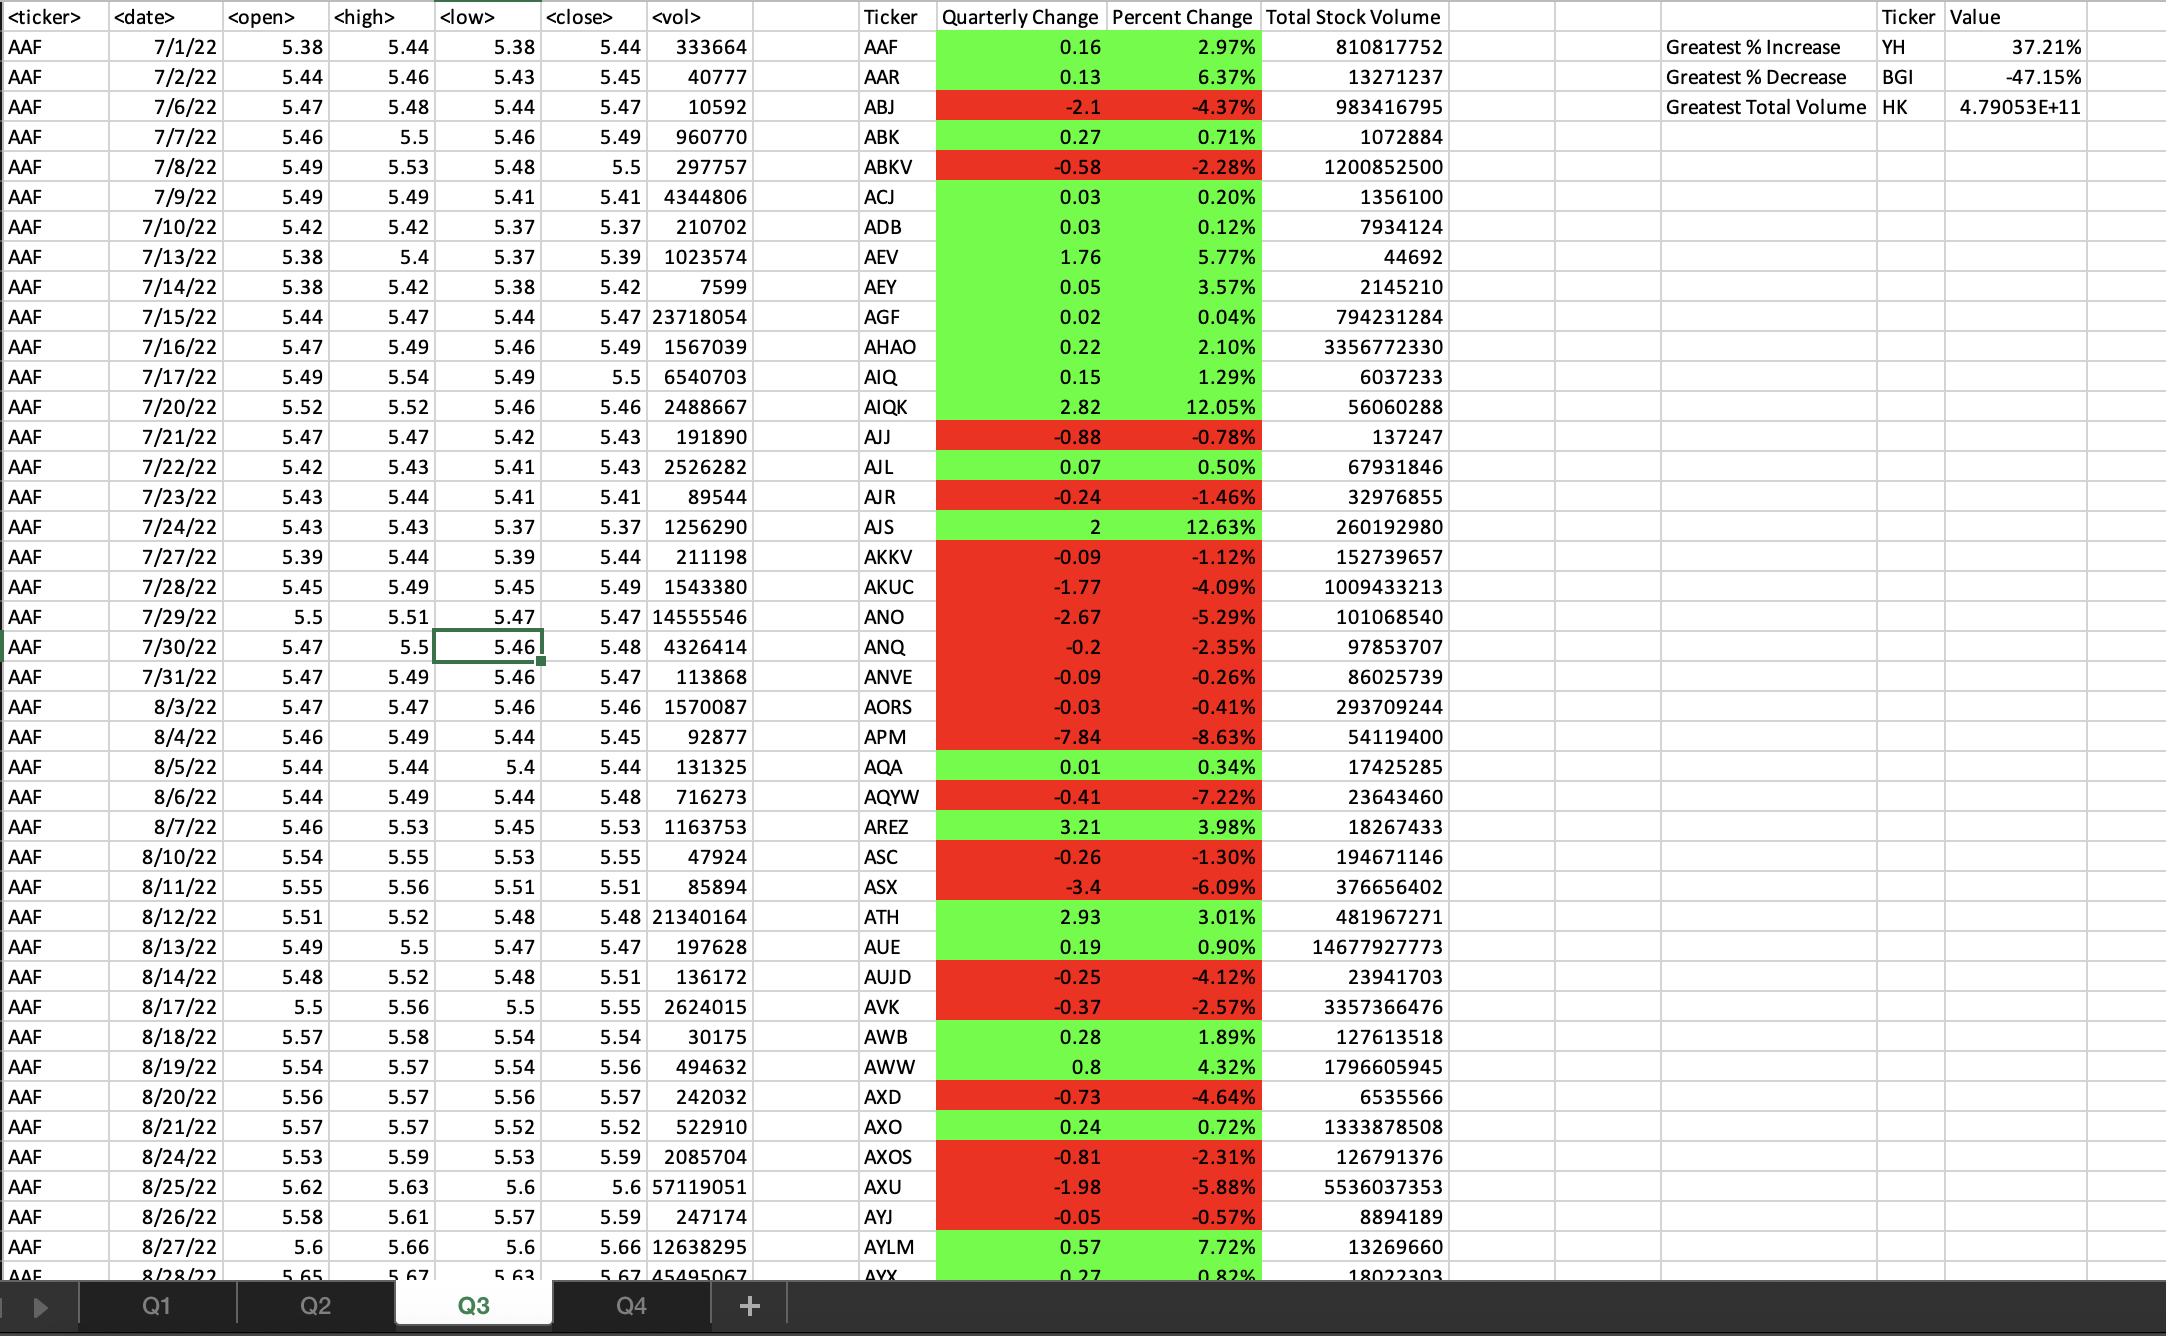 <ticker> <date> <open> <high> <low> <close> <vol> Ticker Quarterly Change Percent Change Total Stock Volume Ticker Value
AAF 7/1/22 5.38 5.44 5.38 5.44 333664 AAF 0.16 2.97% 810817752 Greatest % Increase YH 37.21%
AAF 7/2/22 5.44 5.46 5.43 5.45 40777 AAR 0.13 6.37% 13271237 Greatest % Decrease BGI -47.15%
AAF 7/6/22 5.47 5.48 5.44 5.47 10592 ABJ -2.1 -4.37% 983416795 Greatest Total Volume HK 4.79053E+11
AAF 7/7/22 5.46 5.5 5.46 5.49 960770 ABK 0.27 0.71% 1072884
AAF 7/8/22 5.49 5.53 5.48 5.5 297757 ABKV -0.58 -2.28% 1200852500
AAF 7/9/22 5.49 5.49 5.41 5.41 4344806 ACJ 0.03 0.20% 1356100
AAF 7/10/22 5.42 5.42 5.37 5.37 210702 ADB 0.03 0.12% 7934124
AAF 7/13/22 5.38 5.4 5.37 5.39 1023574 AEV 1.76 5.77% 44692
AAF 7/14/22 5.38 5.42 5.38 5.42 7599 AEY 0.05 3.57% 2145210
AAF 7/15/22 5.44 5.47 5.44 5.47 23718054 AGF 0.02 0.04% 794231284
AAF 7/16/22 5.47 5.49 5.46 5.49 1567039 AHAO 0.22 2.10% 3356772330
AAF 7/17/22 5.49 5.54 5.49 5.5 6540703 AIQ 0.15 1.29% 6037233
AAF 7/20/22 5.52 5.52 5.46 5.46 2488667 AIQK 2.82 12.05% 56060288
AAF 7/21/22 5.47 5.47 5.42 5.43 191890 AJJ -0.88 -0.78% 137247
AAF 7/22/22 5.42 5.43 5.41 5.43 2526282 AJL 0.07 0.50% 67931846
AAF 7/23/22 5.43 5.44 5.41 5.41 89544 AJR -0.24 -1.46% 32976855
AAF 7/24/22 5.43 5.43 5.37 5.37 1256290 AJS 2 12.63% 260192980
AAF 7/27/22 5.39 5.44 5.39 5.44 211198 AKKV -0.09 -1.12% 152739657
AAF 7/28/22 5.45 5.49 5.45 5.49 1543380 AKUC -1.77 -4.09% 1009433213
AAF 7/29/22 5.5 5.51 5.47 5.47 14555546 ANO -2.67 -5.29% 101068540
AAF 7/30/22 5.47 5.5 5.46 5.48 4326414 ANQ -0.2 -2.35% 97853707
AAF 7/31/22 5.47 5.49 5.46 5.47 113868 ANVE -0.09 -0.26% 86025739
AAF 8/3/22 5.47 5.47 5.46 5.46 1570087 AORS -0.03 -0.41% 293709244
AAF 8/4/22 5.46 5.49 5.44 5.45 92877 APM -7.84 -8.63% 54119400
AAF 8/5/22 5.44 5.44 5.4 5.44 131325 AQA 0.01 0.34% 17425285
AAF 8/6/22 5.44 5.49 5.44 5.48 716273 AQYW -0.41 -7.22% 23643460
AAF 8/7/22 5.46 5.53 5.45 5.53 1163753 AREZ 3.21 3.98% 18267433
AAF 8/10/22 5.54 5.55 5.53 5.55 47924 ASC -0.26 -1.30% 194671146
AAF 8/11/22 5.55 5.56 5.51 5.51 85894 ASX -3.4 -6.09% 376656402
AAF 8/12/22 5.51 5.52 5.48 5.48 21340164 ATH 2.93 3.01% 481967271
AAF 8/13/22 5.49 5.5 5.47 5.47 197628 AUE 0.19 0.90% 14677927773
AAF 8/14/22 5.48 5.52 5.48 5.51 136172 AUJD -0.25 -4.12% 23941703
AAF 8/17/22 5.5 5.56 5.5 5.55 2624015 AVK -0.37 -2.57% 3357366476
AAF 8/18/22 5.57 5.58 5.54 5.54 30175 AWB 0.28 1.89% 127613518
AAF 8/19/22 5.54 5.57 5.54 5.56 494632 AWW 0.8 4.32% 1796605945
AAF 8/20/22 5.56 5.57 5.56 5.57 242032 AXD -0.73 -4.64% 6535566
AAF 8/21/22 5.57 5.57 5.52 5.52 522910 AXO 0.24 0.72% 1333878508
AAF 8/24/22 5.53 5.59 5.53 5.59 2085704 AXOS -0.81 -2.31% 126791376
AAF 8/25/22 5.62 5.63 5.6 5.6 57119051 AXU -1.98 -5.88% 5536037353
AAF 8/26/22 5.58 5.61 5.57 5.59 247174 AYJ -0.05 -0.57% 8894189
AAF 8/27/22 5.6 5.66 5.6 5.66 12638295 AYLM 0.57 7.72% 13269660
AAF 8/28/22 5.65 5.67 5.63 5.67 45495067 AYX 0.27 0.82% 18022303
Q1 Q2 Q3 Q4 +